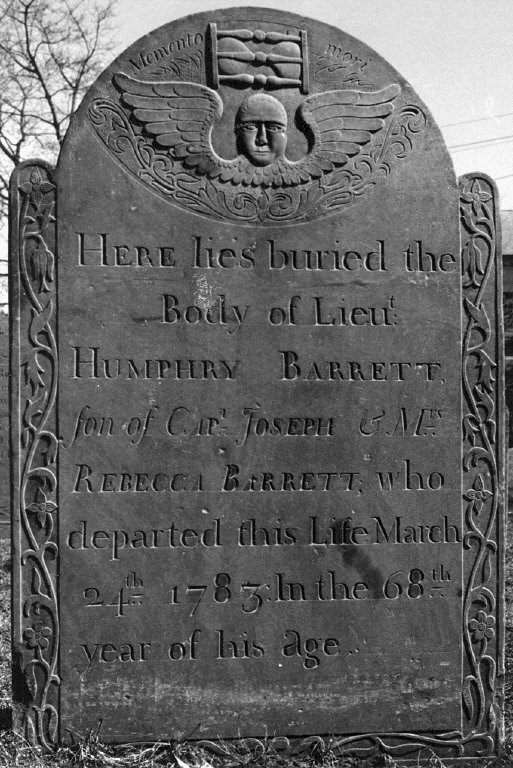 Memento mori
HERE lies buried the
Body of Lieut:
HUMPHRY BARRETT,
son of CAPt. JOSEPH & Mrs
REBECCA BARRETT, who
departed this Life March
24th 1783: In the 68th
year of his age.